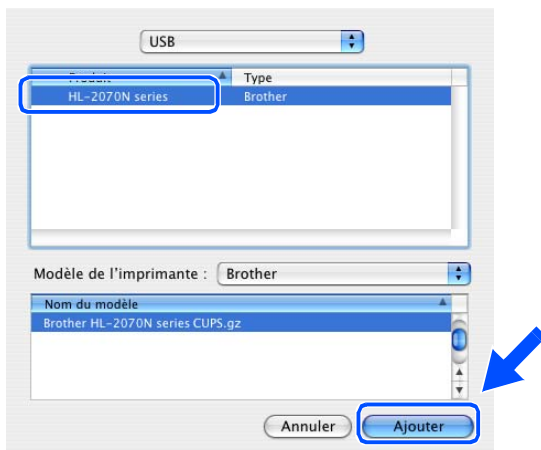 USB
Produit Type
HL-2070N series Brother
Modèle de l'imprimante : Brother
Nom du modèle
Brother HL-2070N series CUPS.gz
Annuler Ajouter